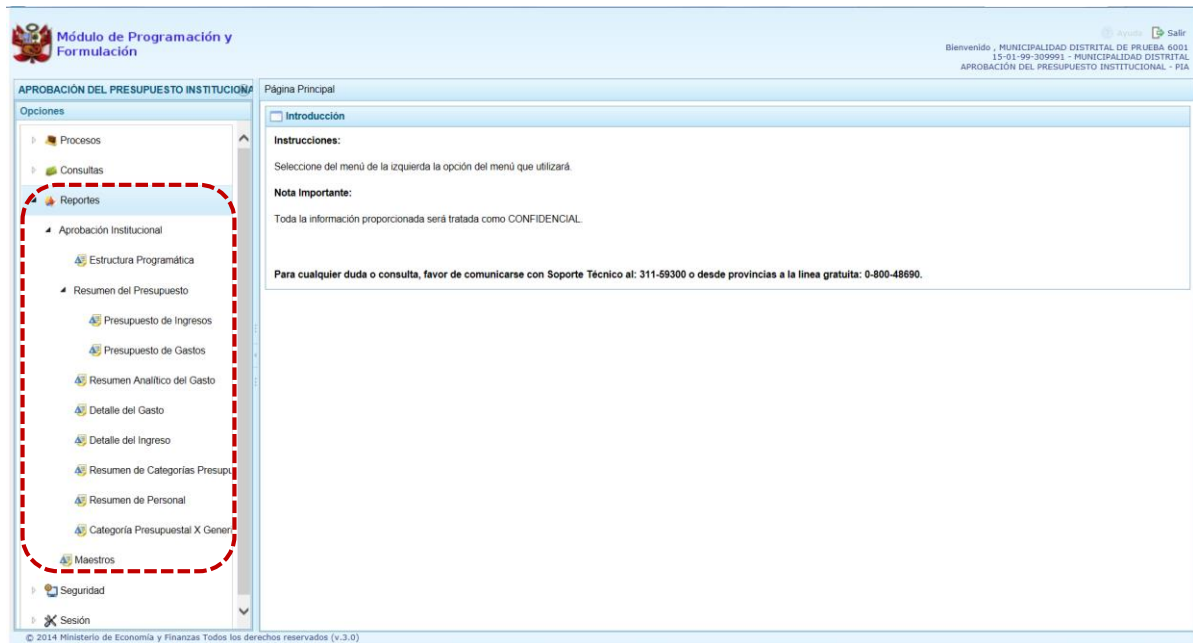 Módulo de Programación y
Formulación
Ayuda Salir
Bienvenido , MUNICIPALIDAD DISTRITAL DE PRUEBA 6001
15-01-99-309991 - MUNICIPALIDAD DISTRITAL
APROBACIÓN DEL PRESUPUESTO INSTITUCIONAL - PIA
APROBACIÓN DEL PRESUPUESTO INSTITUCIONA
Opciones
Procesos
Consultas
Reportes
Aprobación Institucional
Estructura Programática
Resumen del Presupuesto
Presupuesto de Ingresos
Presupuesto de Gastos
Resumen Analítico del Gasto
Detalle del Gasto
Detalle del Ingreso
Resumen de Categorías Presupu
Resumen de Personal
Categoría Presupuestal X Generi
Maestros
Seguridad
Sesión
Página Principal
Introducción
Instrucciones:
Seleccione del menú de la izquierda la opción del menú que utilizará.
Nota Importante:
Toda la información proporcionada será tratada como CONFIDENCIAL.
Para cualquier duda o consulta, favor de comunicarse con Soporte Técnico al: 311-59300 o desde provincias a la linea gratuita: 0-800-48690.
© 2014 Ministerio de Economía y Finanzas Todos los derechos reservados (v.3.0)